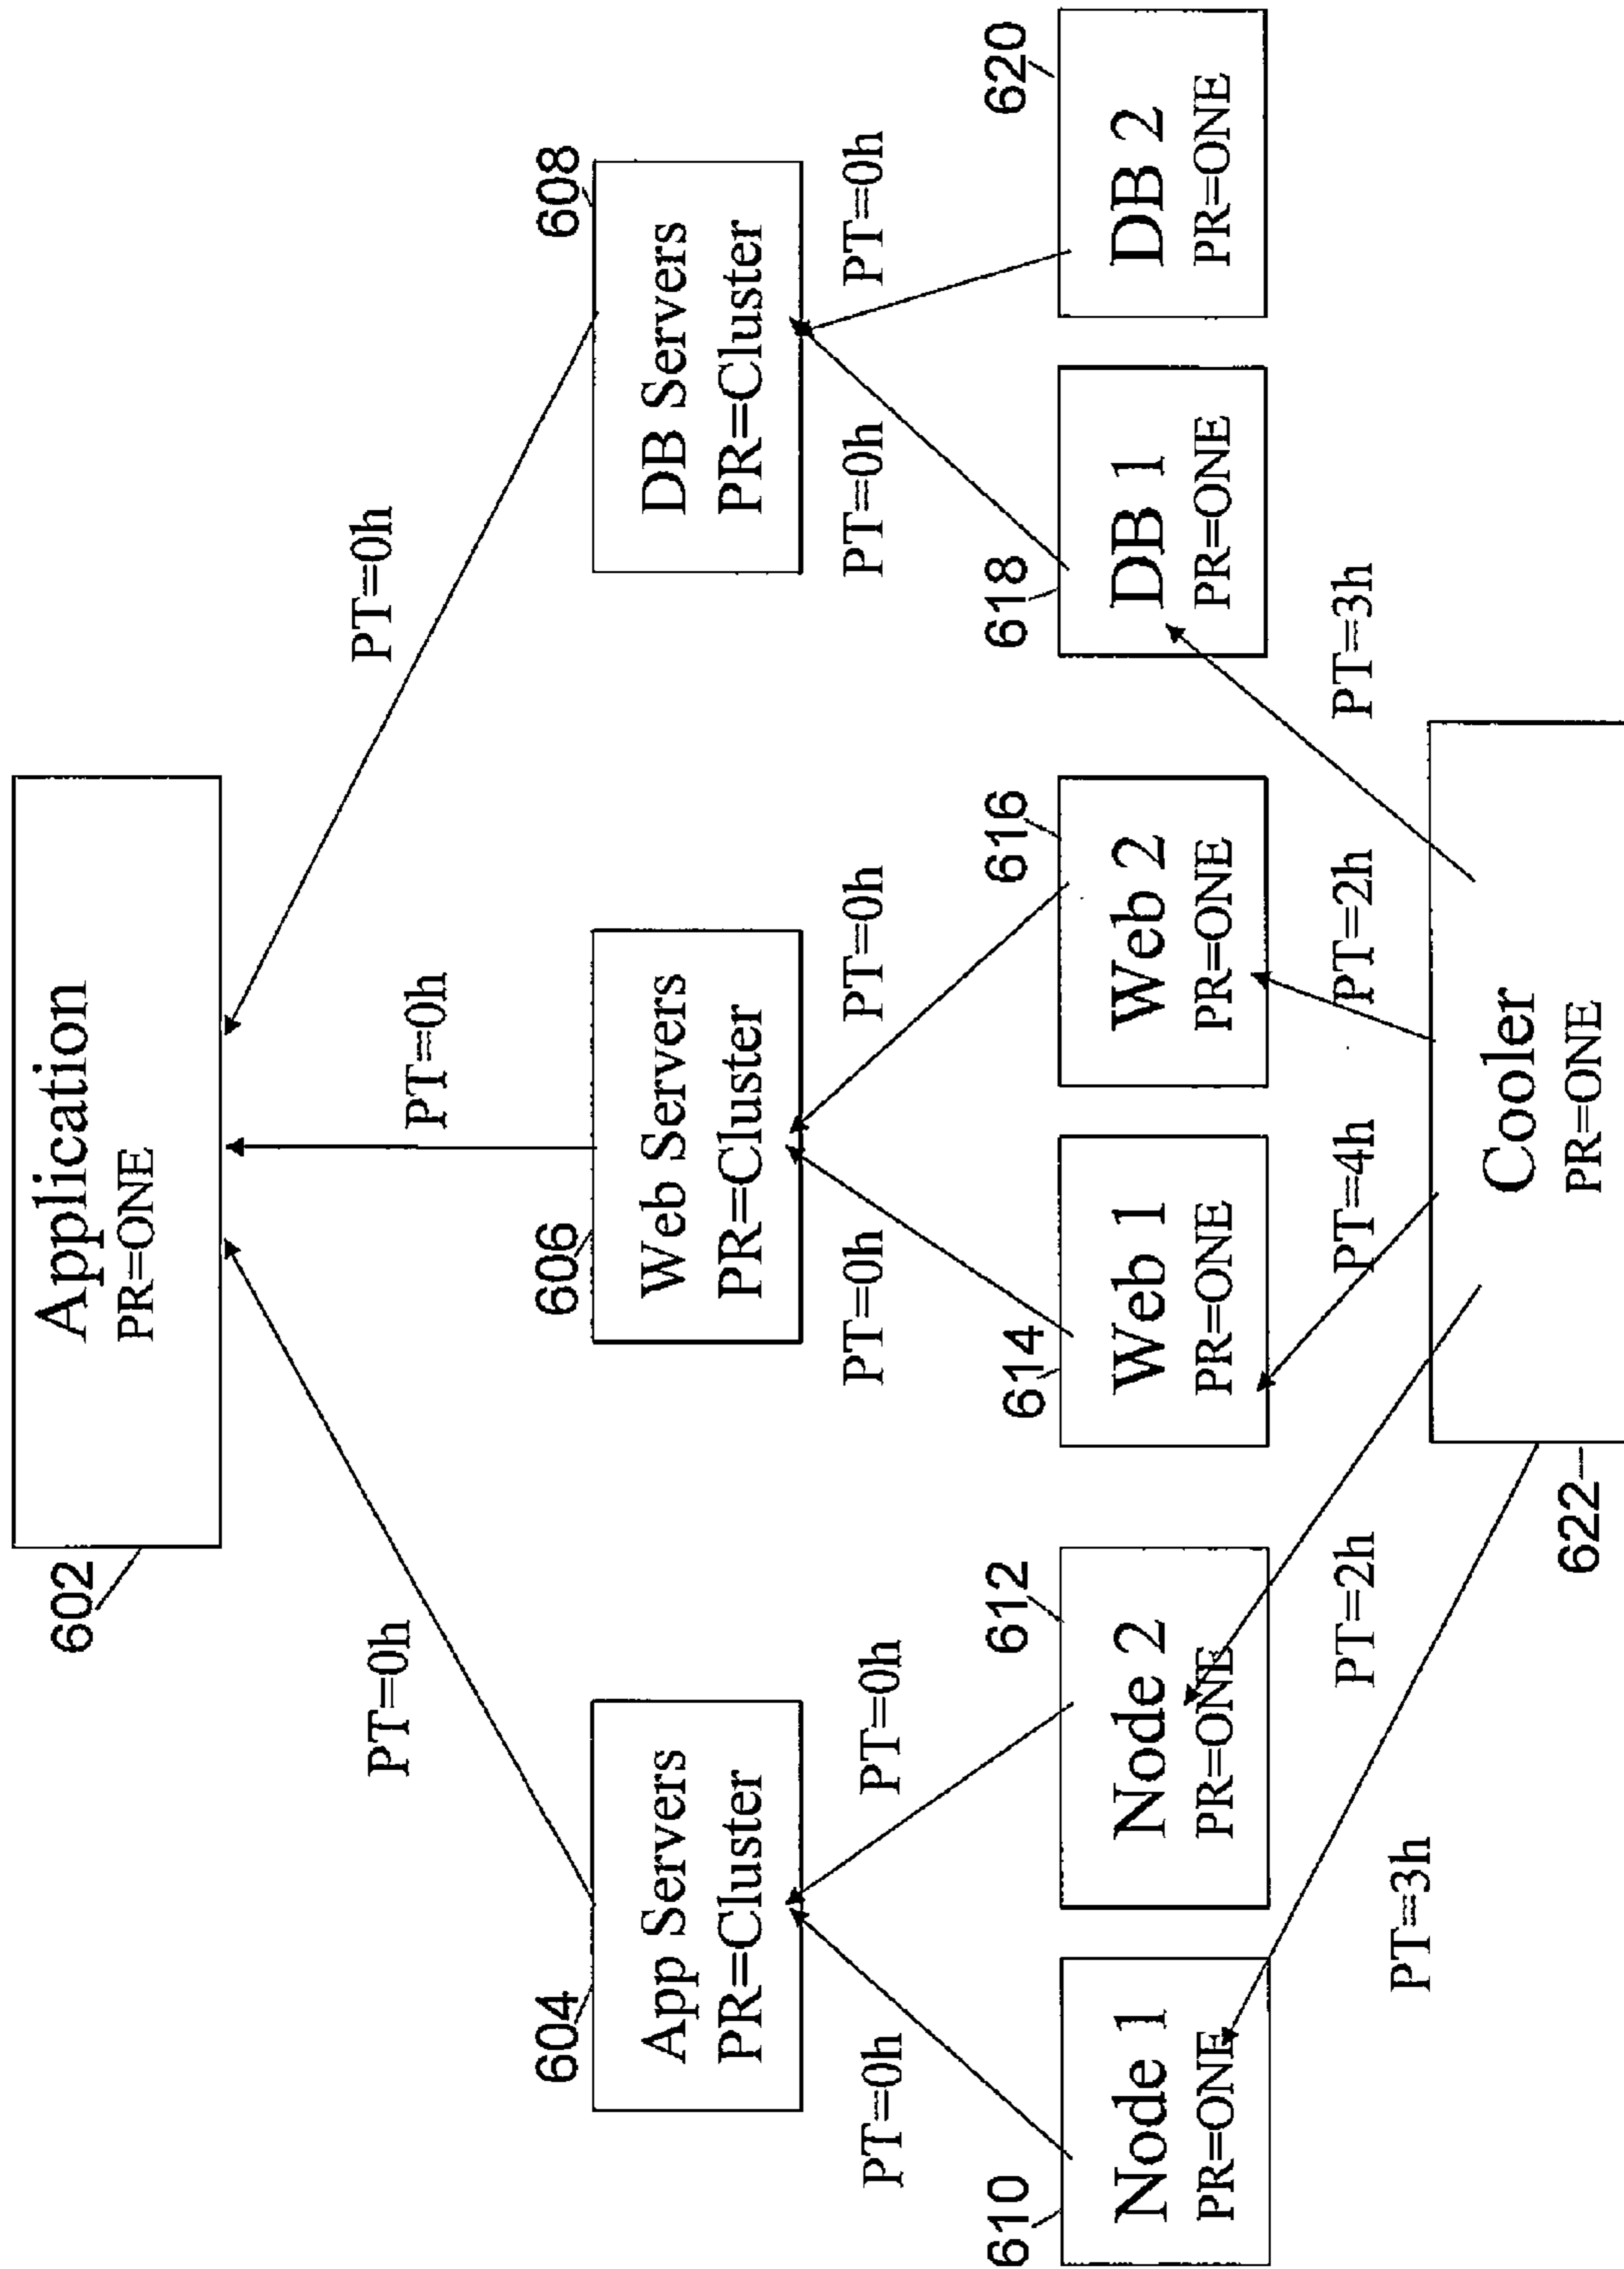 602
Application
PR=ONE
PT=0h
PT=0h
PT=0h
604
App Servers
PR=Cluster
606
Web Servers
PR=Cluster
608
DB Servers
PR=Cluster
PT=0h
PT=0h
PT=0h
PT=0h
PT=0h
PT=0h
610
Node 1
PR=ONE
612
Node 2
PR=ONE
614
Web 1
PR=ONE
616
Web 2
PR=ONE
618
DB 1
PR=ONE
620
DB 2
PR=ONE
PT=3h
PT=2h
PT=4h
PT=2h
PT=3h
622
Cooler
PR=ONE